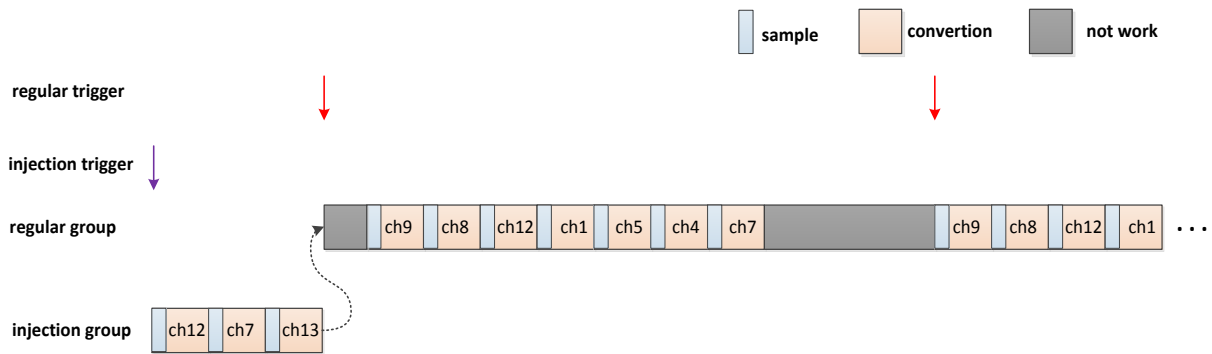 sample convertion not work
regular trigger
injection trigger
regular group ch9 ch8 ch12 ch1 ch5 ch4 ch7 ch9 ch8 ch12 ch1 ...
injection group ch12 ch7 ch13